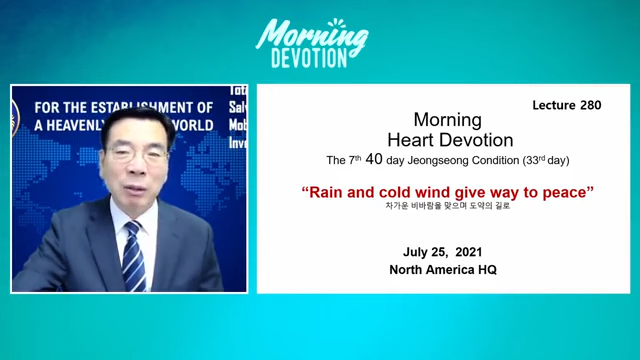 Morning
DEVOTION
FOR THE ESTABLISHMENT OF
A HEAVENLY WORLD
Lecture 280
Morning
Heart Devotion
The 7th 40 day Jeongseong Condition (33rd day)
“Rain and cold wind give way to peace”
차가운 비바람을 맞으며 도약의 길로
July 25, 2021
North America HQ